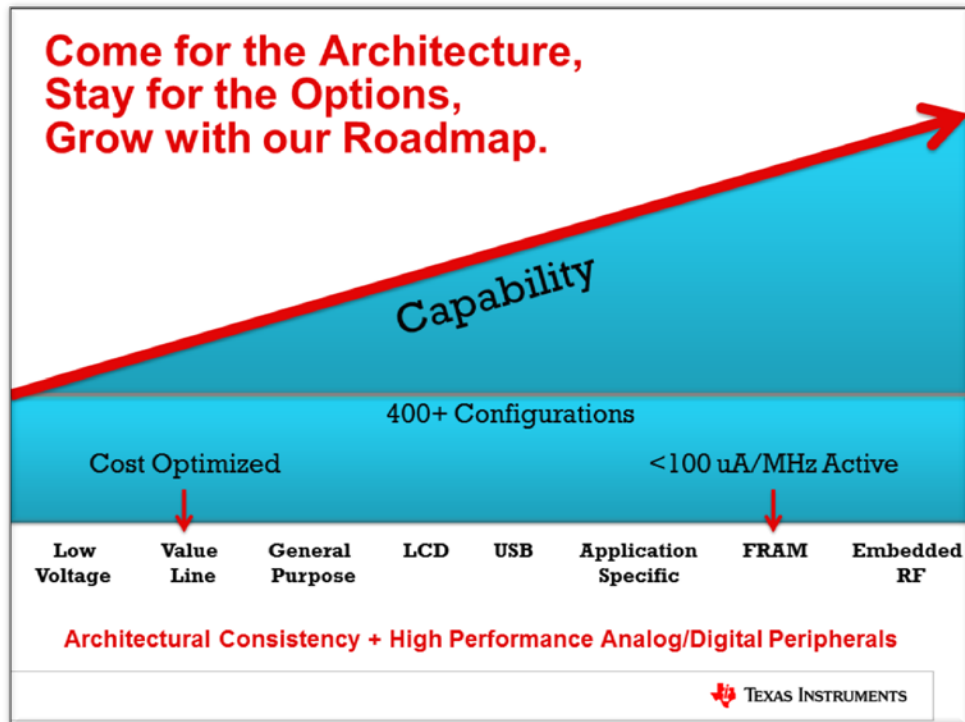 Come for the Architecture,
Stay for the Options,
Grow with our Roadmap.
Capability
400+ Configurations
Cost Optimized
<100 uA/MHz Active
Low
Voltage
Value
Line
General
Purpose
LCD
USB
Application
Specific
FRAM
Embedded
RF
Architectural Consistency + High Performance Analog/Digital Peripherals
TEXAS INSTRUMENTS